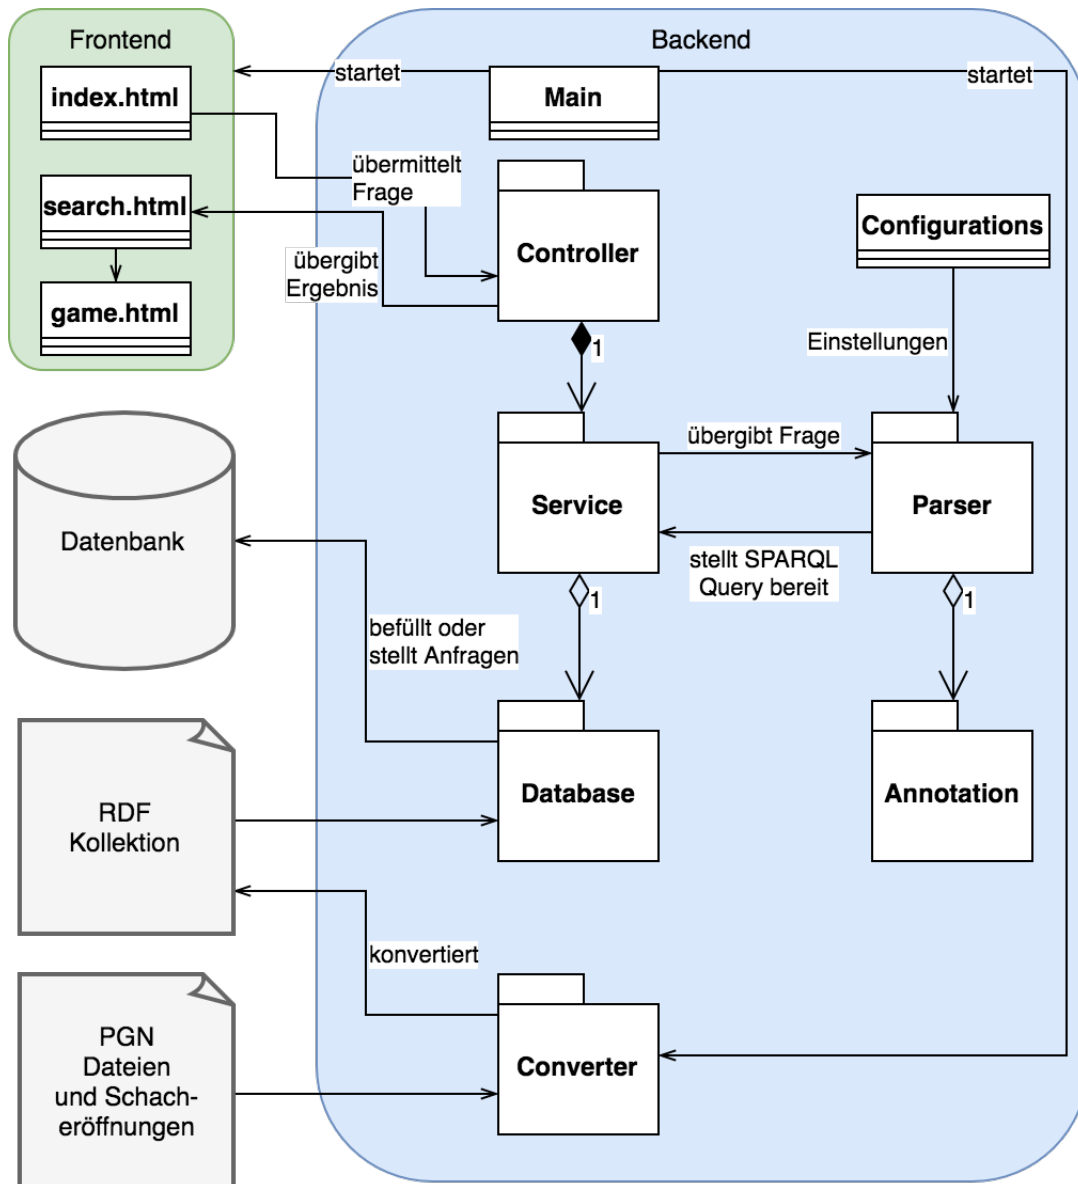 Frontend
Backend
index.html
startet
Main
startet
übermittelt
Frage
search.html
Controller
Configurations
übergibt
Ergebnis
game.html
1
Einstellungen
übergibt Frage
Service
Parser
Datenbank
stellt SPARQL
Query bereit
1
1
befüllt oder
stellt Anfragen
RDF
Kollektion
Database
Annotation
konvertiert
PGN
Dateien
und Schach-
eröffnungen
Converter